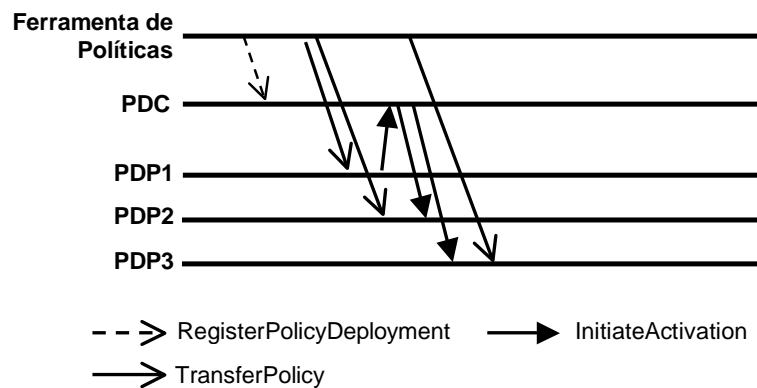 Ferramenta de
Políticas
PDC
PDP1
PDP2
PDP3
RegisterPolicyDeployment
InitiateActivation
TransferPolicy